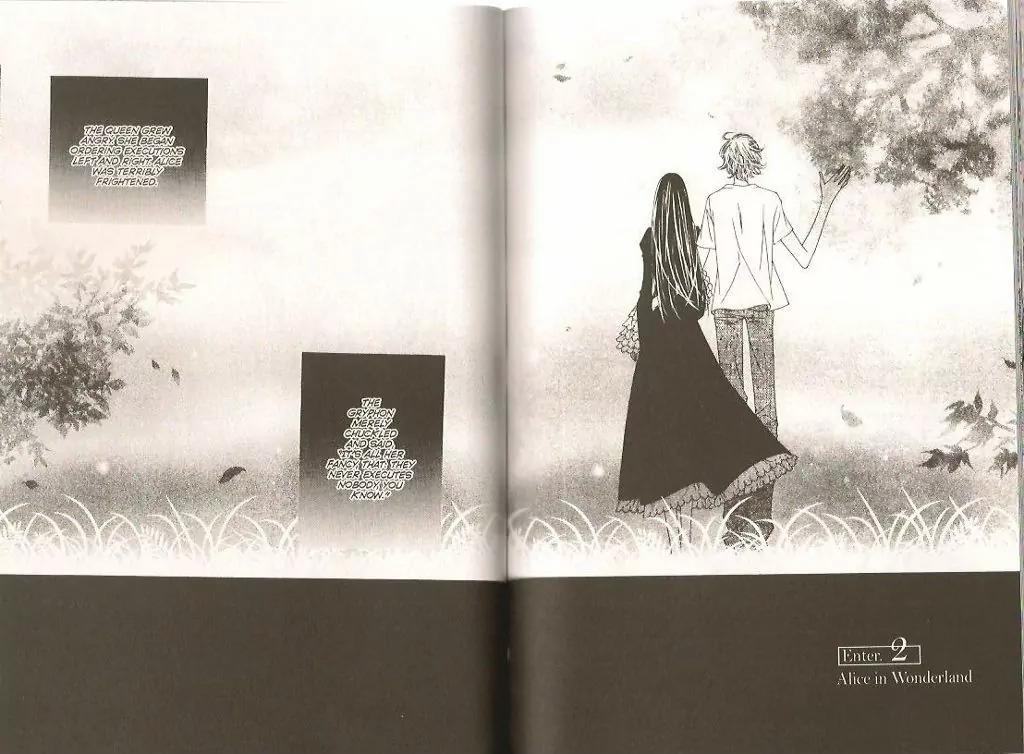 THE QUEEN GREW
ANGRY. SHE BEGAN
ORDERING EXECUTIONS
LEFT AND RIGHT. ALICE
WAS TERRIBLY
FRIGHTENED.
THE
GRYPHON
MERELY
CHUCKLED
AND SAID,
"IT'S ALL HER
FANCY, THAT: THEY
NEVER EXECUTES
NOBODY, YOU
KNOW."
Enter. 2
Alice in Wonderland